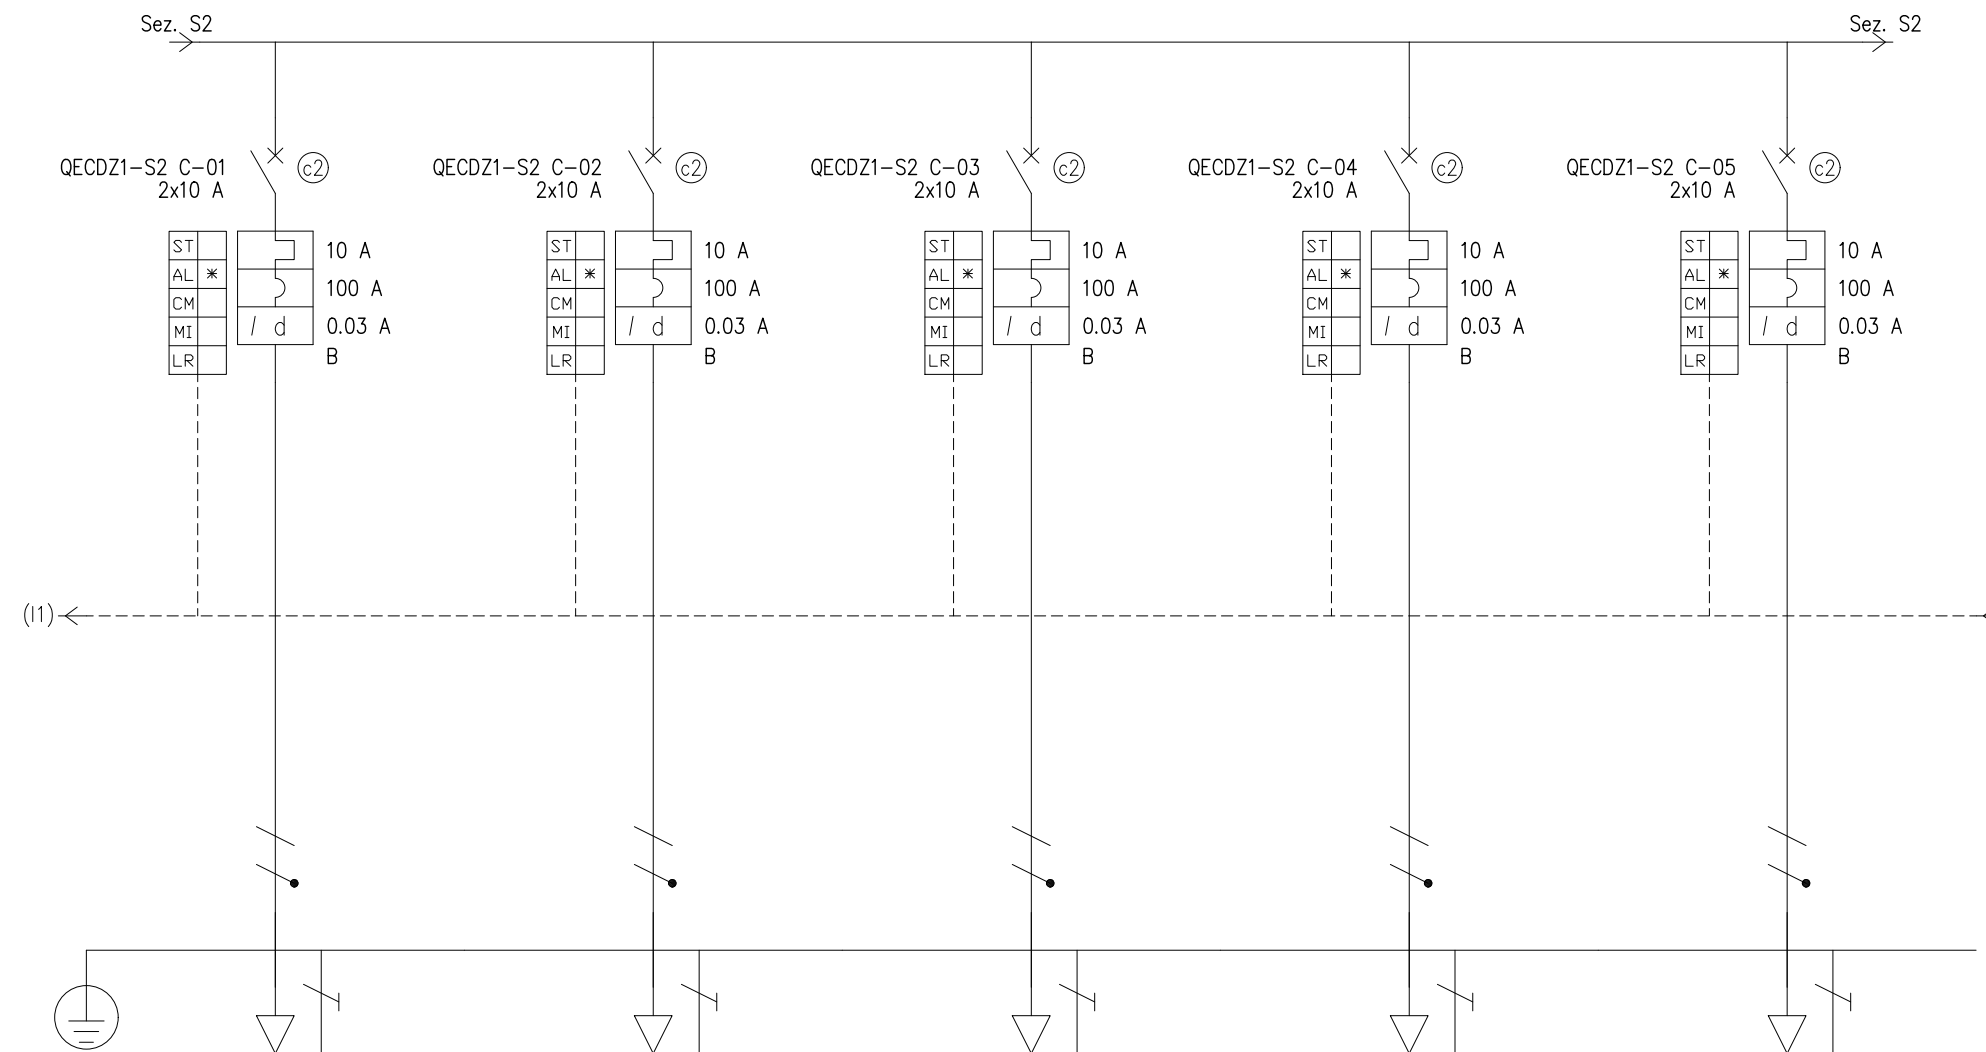 Sez. S2
Sez. S2
QECDZ1-S2 C-01
2x10 A
c2
ST
AL *
CM
MI
LR
10 A
100 A
I d
0.03 A
B
QECDZ1-S2 C-02
2x10 A
c2
ST
AL *
CM
MI
LR
10 A
100 A
I d
0.03 A
B
QECDZ1-S2 C-03
2x10 A
c2
ST
AL *
CM
MI
LR
10 A
100 A
I d
0.03 A
B
QECDZ1-S2 C-04
2x10 A
c2
ST
AL *
CM
MI
LR
10 A
100 A
I d
0.03 A
B
QECDZ1-S2 C-05
2x10 A
c2
ST
AL *
CM
MI
LR
10 A
100 A
I d
0.03 A
B
(I1)